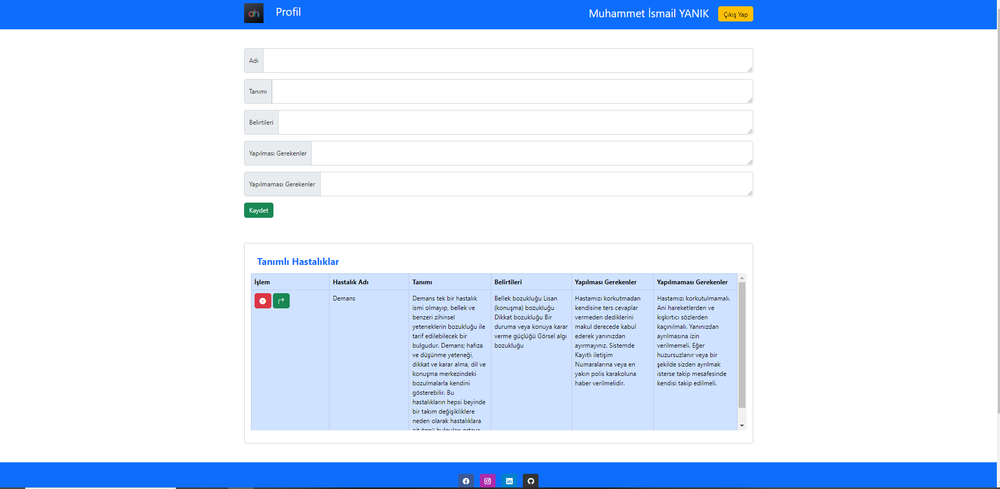 Profil
Muhammet İsmail YANIK
Çıkış Yap
Adı
Tanımı
Belirtileri
Yapılması Gerekenler
Yapılmaması Gerekenler
Kaydet
Tanımlı Hastalıklar
İşlem
Hastalık Adı
Tanımı
Belirtileri
Yapılması Gerekenler
Yapılmaması Gerekenler
Demans
Demans tek bir hastalık
ismi olmayıp, bellek ve
benzeri zihinsel
yeteneklerin bozukluğu ile
tarif edilebilecek bir
bulgudur. Demans; hafıza
ve düşünme yeteneği,
dikkat ve karar alma, dil ve
konuşma merkezindeki
bozulmalarla kendini
gösterebilir. Bu
hastalıkların hepsi beyinde
bir takım değişikliklere
neden olarak hastalıklara
ait özgü bulguları ortaya
Bellek bozukluğu Lisan
(konuşma) bozukluğu
Dikkat bozukluğu Bir
duruma veya konuya karar
verme güçlüğü Görsel algı
bozukluğu
Hastamızı korkutmadan
kendisine ters cevaplar
vermeden dediklerini
makul derecede kabul
ederek yanınızdan
ayırmayınız. Sistemde
Kayıtlı iletişim
Numaralarına veya en
yakın polis karakoluna
haber verilmelidir.
Hastamızı korkutulmamalı.
Ani hareketlerden ve
kışkırtıcı sözlerden
kaçınılmalı. Yanınızdan
ayrılmasına izin
verilmemeli. Eğer
huzursuzlanır veya bir
şekilde sizden ayrılmak
isterse takip mesafesinde
kendisi takip edilmeli.